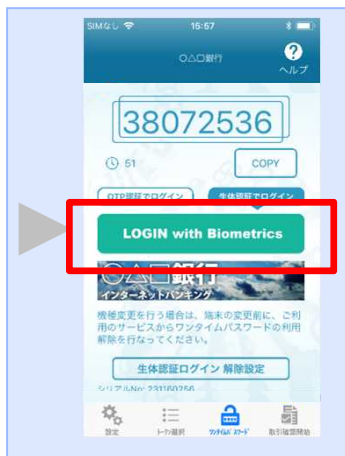 SIMなし 16:57
○△□銀行
ヘルプ
38072536
51 COPY
OTP認証でログイン 生体認証でログイン
LOGIN with Biometrics
○△□銀行
インターネットバンキング
機種変更を行う場合は、端末の変更前に、ご利
用のサービスからワンタイムパスワードの利用
解除を行なってください。
生体認証ログイン 解除設定
シリアルNo: 231160256
設定 トークン選択 ワンタイムパスワード 取引確認開始